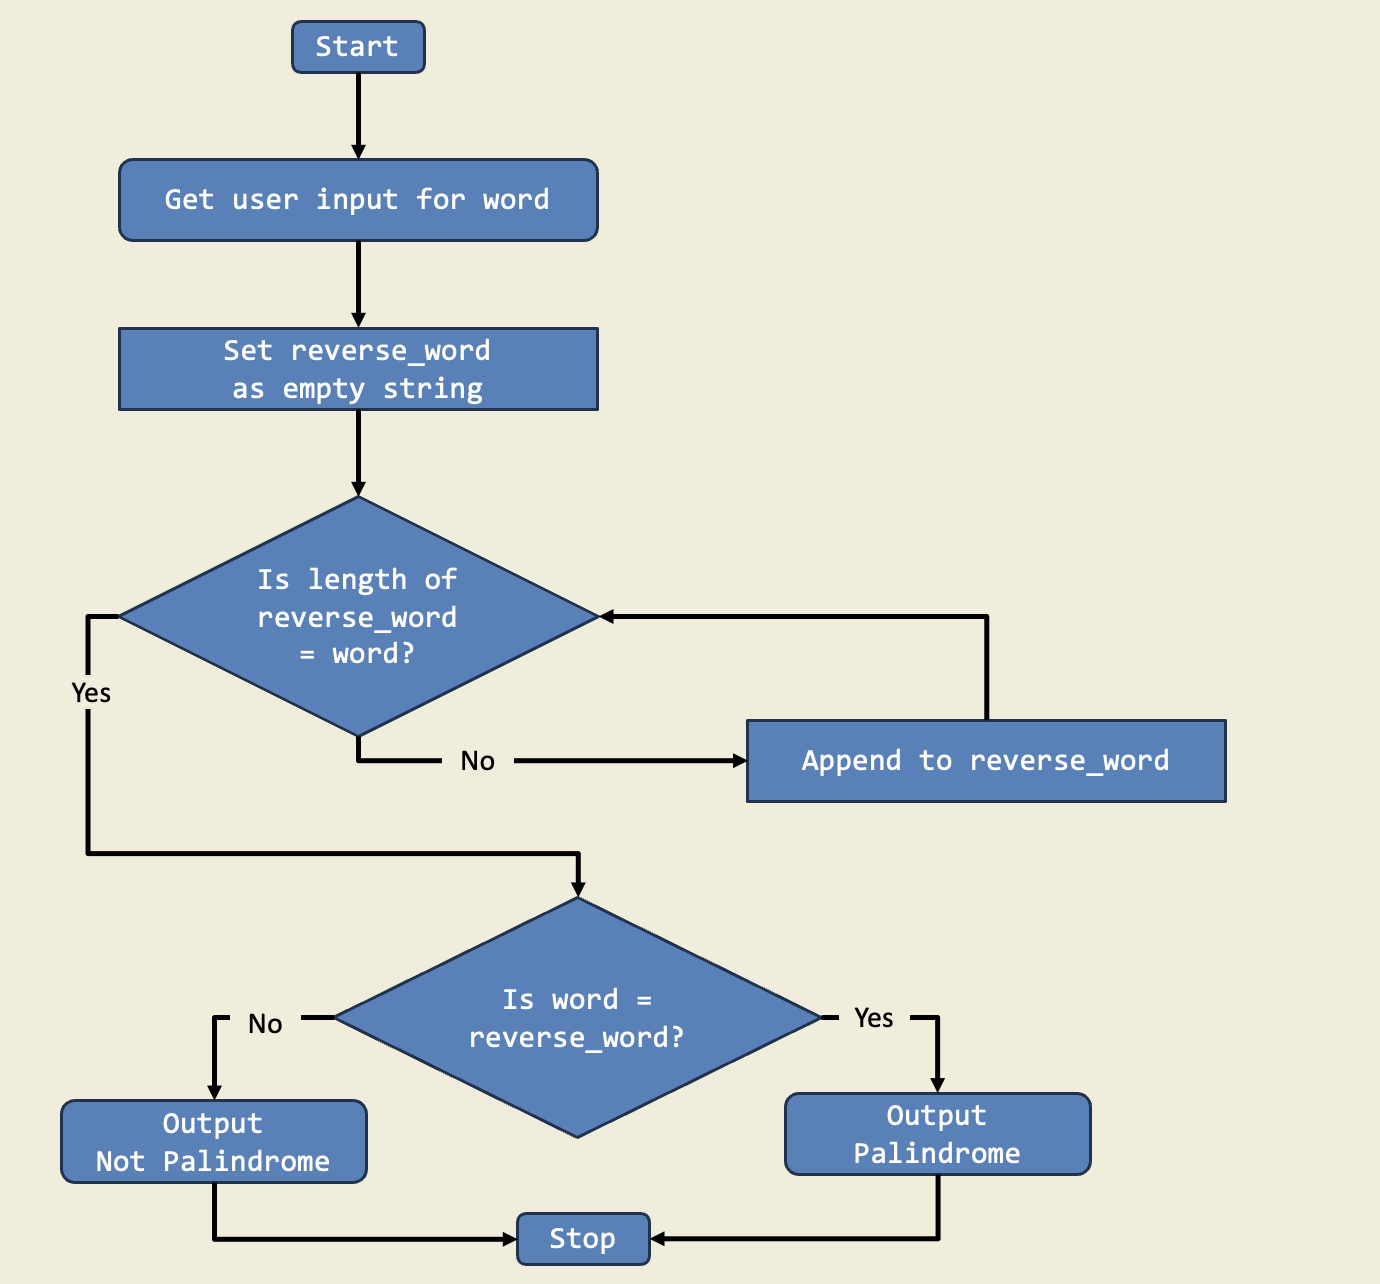 Start
Get user input for word
Set reverse_word
as empty string
Is length of
reverse_word
= word?
Yes
No
Append to reverse_word
Is word =
reverse_word?
No
Yes
Output
Not Palindrome
Output
Palindrome
Stop